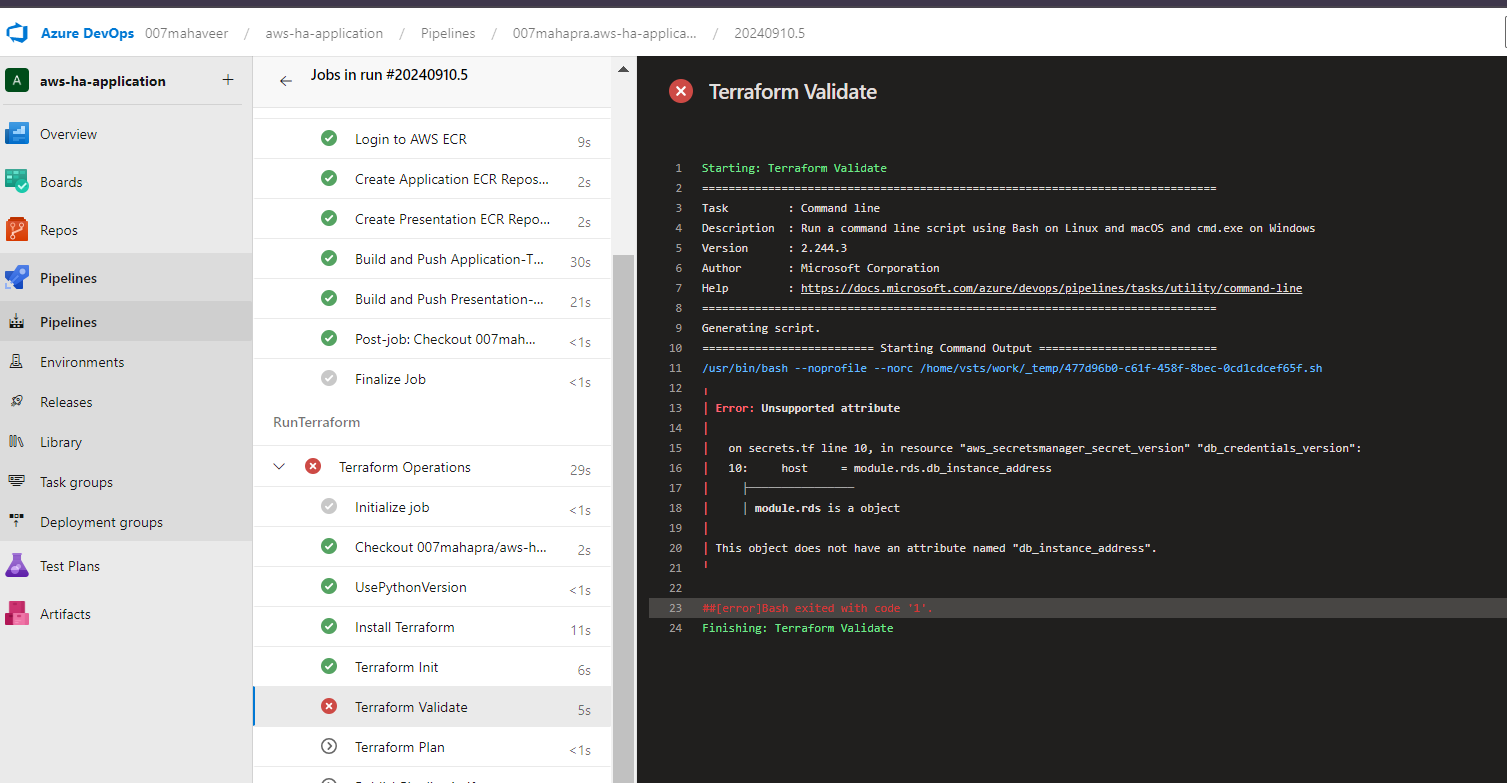 Azure DevOps 007mahaveer / aws-ha-application / Pipelines / 007mahapra.aws-ha-applica... / 20240910.5
A aws-ha-application +
Overview
Boards
Repos
Pipelines
Pipelines
Environments
Releases
Library
Task groups
Deployment groups
Test Plans
Artifacts
Jobs in run #20240910.5
Login to AWS ECR 9s
Create Application ECR Repos... 2s
Create Presentation ECR Repo... 2s
Build and Push Application-T... 30s
Build and Push Presentation-... 21s
Post-job: Checkout 007mah... <1s
Finalize Job <1s
RunTerraform
Terraform Operations 29s
Initialize job <1s
Checkout 007mahapra/aws-h... 2s
UsePythonVersion <1s
Install Terraform 11s
Terraform Init 6s
Terraform Validate 5s
Terraform Plan <1s
Terraform Validate
1 Starting: Terraform Validate
2 ==============================================================================
3 Task         : Command line
4 Description  : Run a command line script using Bash on Linux and macOS and cmd.exe on Windows
5 Version      : 2.244.3
6 Author       : Microsoft Corporation
7 Help         : https://docs.microsoft.com/azure/devops/pipelines/tasks/utility/command-line
8 ==============================================================================
9 Generating script.
10 ========================== Starting Command Output ===========================
11 /usr/bin/bash --noprofile --norc /home/vsts/work/_temp/477d96b0-c61f-458f-8bec-0cd1cdcef65f.sh
12 ╷
13 │ Error: Unsupported attribute
14 │
15 │   on secrets.tf line 10, in resource "aws_secretsmanager_secret_version" "db_credentials_version":
16 │   10:     host     = module.rds.db_instance_address
17 │     ├────────────────
18 │     │ module.rds is a object
19 │
20 │ This object does not have an attribute named "db_instance_address".
21 ╵
22
23 ##[error]Bash exited with code '1'.
24 Finishing: Terraform Validate